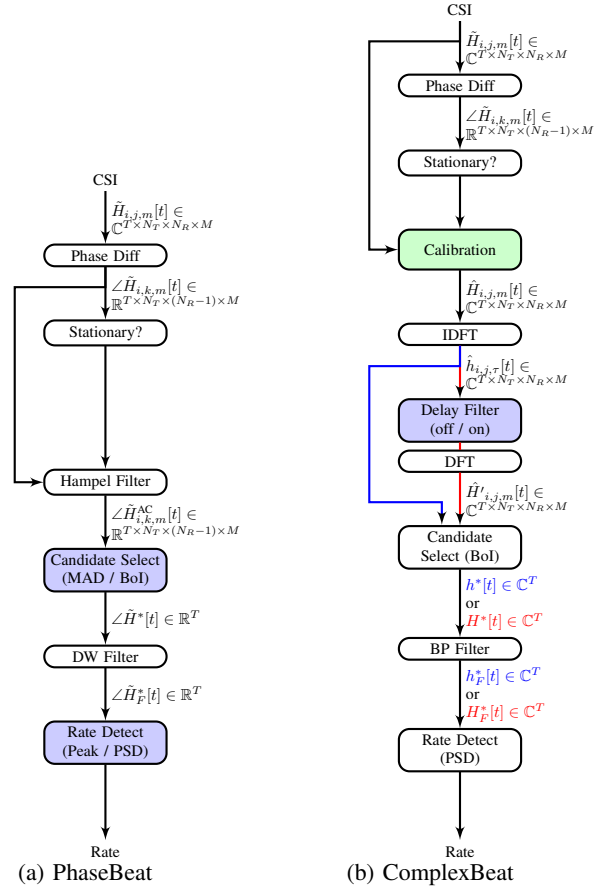 CSI
H̃_{i,j,m}[t] ∈
ℂ^{T×N_T×N_R×M}
Phase Diff
∠H̃_{i,k,m}[t] ∈
ℝ^{T×N_T×(N_R−1)×M}
Stationary?
Hampel Filter
∠H̃^{AC}_{i,k,m}[t] ∈
ℝ^{T×N_T×(N_R−1)×M}
Candidate Select
(MAD / BoI)
∠H̃*[t] ∈ ℝ^T
DW Filter
∠H̃*_F[t] ∈ ℝ^T
Rate Detect
(Peak / PSD)
Rate
(a) PhaseBeat
CSI
H̃_{i,j,m}[t] ∈
ℂ^{T×N_T×N_R×M}
Phase Diff
∠H̃_{i,k,m}[t] ∈
ℝ^{T×N_T×(N_R−1)×M}
Stationary?
Calibration
Ĥ_{i,j,m}[t] ∈
ℂ^{T×N_T×N_R×M}
IDFT
ĥ_{i,j,τ}[t] ∈
ℂ^{T×N_T×N_R×M}
Delay Filter
(off / on)
DFT
Ĥ'_{i,j,m}[t] ∈
ℂ^{T×N_T×N_R×M}
Candidate
Select (BoI)
h*[t] ∈ ℂ^T
or
H*[t] ∈ ℂ^T
BP Filter
h*_F[t] ∈ ℂ^T
or
H*_F[t] ∈ ℂ^T
Rate Detect
(PSD)
Rate
(b) ComplexBeat